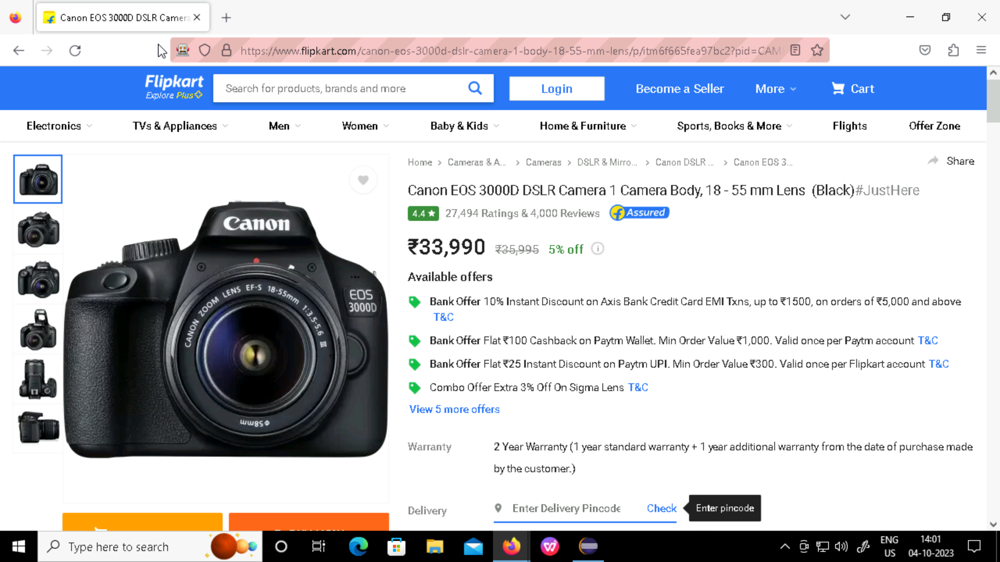 Canon EOS 3000D DSLR Camera
https://www.flipkart.com/canon-eos-3000d-dslr-camera-1-body-18-55-mm-lens/p/itm6f665fea97bc2?pid=CAM
Flipkart
Explore Plus
Search for products, brands and more
Login
Become a Seller
More
Cart
Electronics
TVs & Appliances
Men
Women
Baby & Kids
Home & Furniture
Sports, Books & More
Flights
Offer Zone
Home
Cameras & A...
Cameras
DSLR & Mirro...
Canon DSLR ...
Canon EOS 3...
Share
Canon EOS 3000D DSLR Camera 1 Camera Body, 18 - 55 mm Lens (Black)#JustHere
4.4★ 27,494 Ratings & 4,000 Reviews Assured
₹33,990 ₹35,995 5% off
Available offers
Bank Offer 10% Instant Discount on Axis Bank Credit Card EMI Txns, up to ₹1500, on orders of ₹5,000 and above
T&C
Bank Offer Flat ₹100 Cashback on Paytm Wallet. Min Order Value ₹1,000. Valid once per Paytm account T&C
Bank Offer Flat ₹25 Instant Discount on Paytm UPI. Min Order Value ₹300. Valid once per Flipkart account T&C
Combo Offer Extra 3% Off On Sigma Lens T&C
View 5 more offers
Warranty
2 Year Warranty (1 year standard warranty + 1 year additional warranty from the date of purchase made
by the customer.)
Delivery
Enter Delivery Pincode
Check
Enter pincode
Canon
EOS
3000D
CANON ZOOM LENS EF-S 18-55mm 1:3.5-5.6 III
φ58mm
Type here to search
ENG
US
14:01
04-10-2023